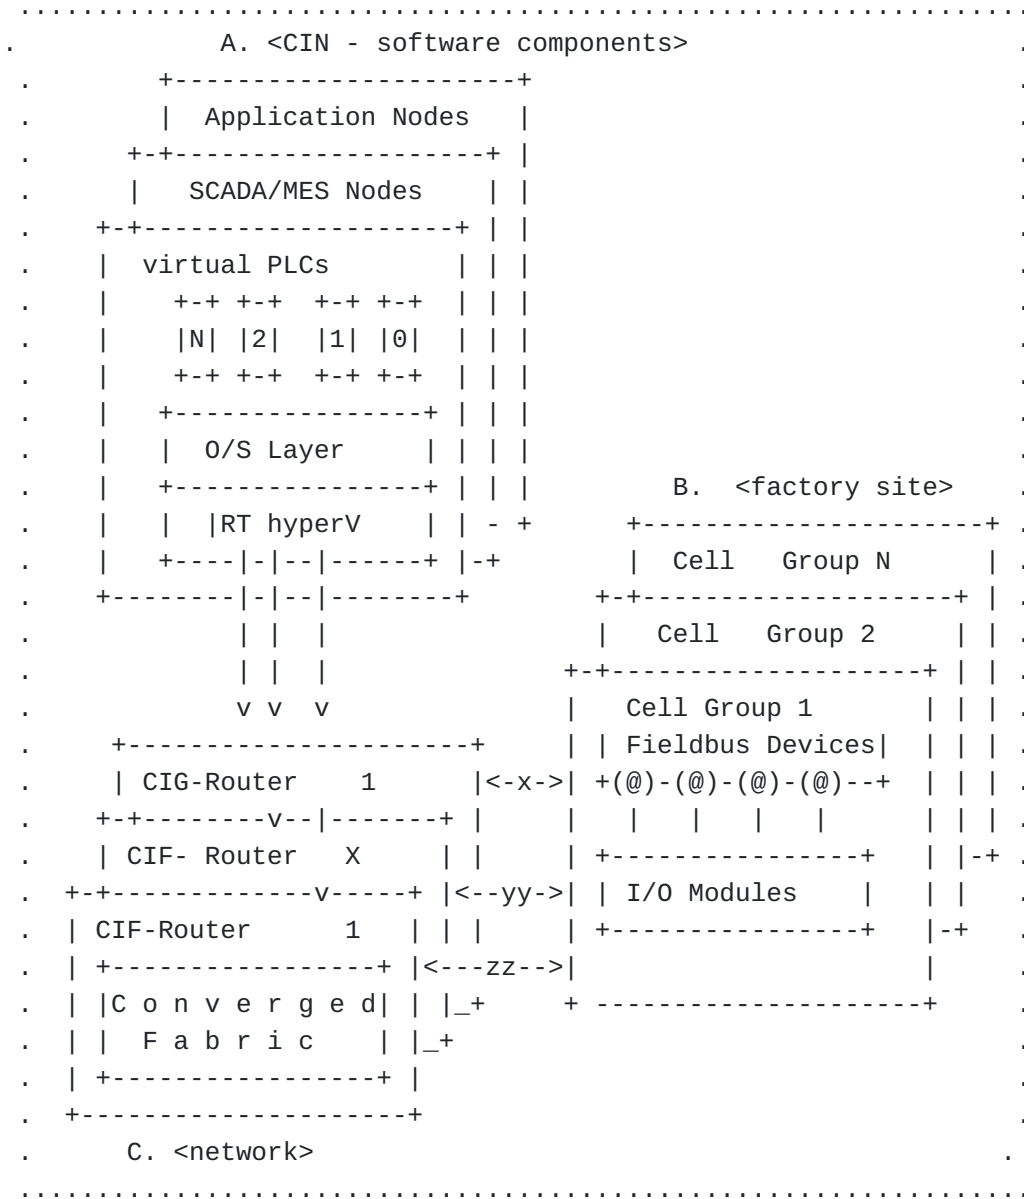 A. <CIN - software components>
Application Nodes
SCADA/MES Nodes
virtual PLCs
|N| |2| |1| |0|
O/S Layer
B. <factory site>
|RT hyperV
Cell Group N
Cell Group 2
Cell Group 1
Fieldbus Devices|
CIG-Router 1 |<-x->| +(@)-(@)-(@)-(@)--+
CIF- Router X
<--yy-> I/O Modules
CIF-Router 1
<---zz-->
C o n v e r g e d
F a b r i c
C. <network>